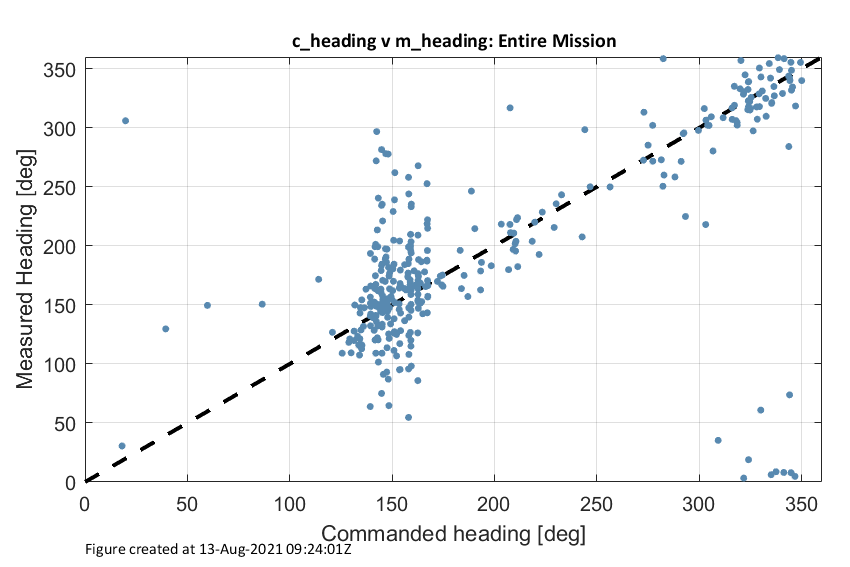 c_heading v m_heading: Entire Mission
350
300
250
200
150
100
50
0
Measured Heading [deg]
0 50 100 150 200 250 300 350
Commanded heading [deg]
Figure created at 13-Aug-2021 09:24:01Z